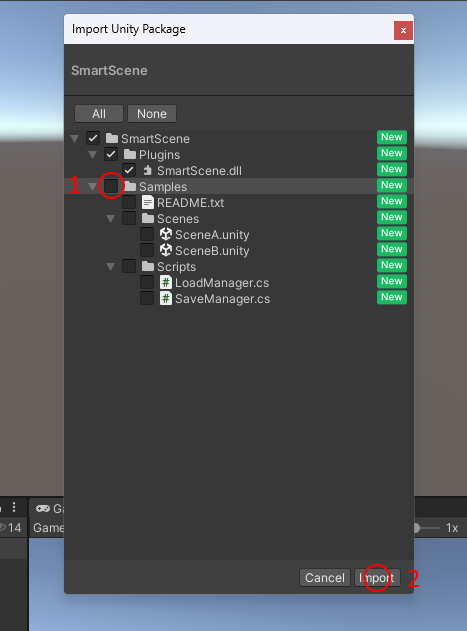 Import Unity Package
x
SmartScene
All
None
SmartScene
New
Plugins
New
SmartScene.dll
New
1
Samples
New
README.txt
New
Scenes
New
SceneA.unity
New
SceneB.unity
New
Scripts
New
# LoadManager.cs
New
# SaveManager.cs
New
14
Game
1x
Cancel
Import
2